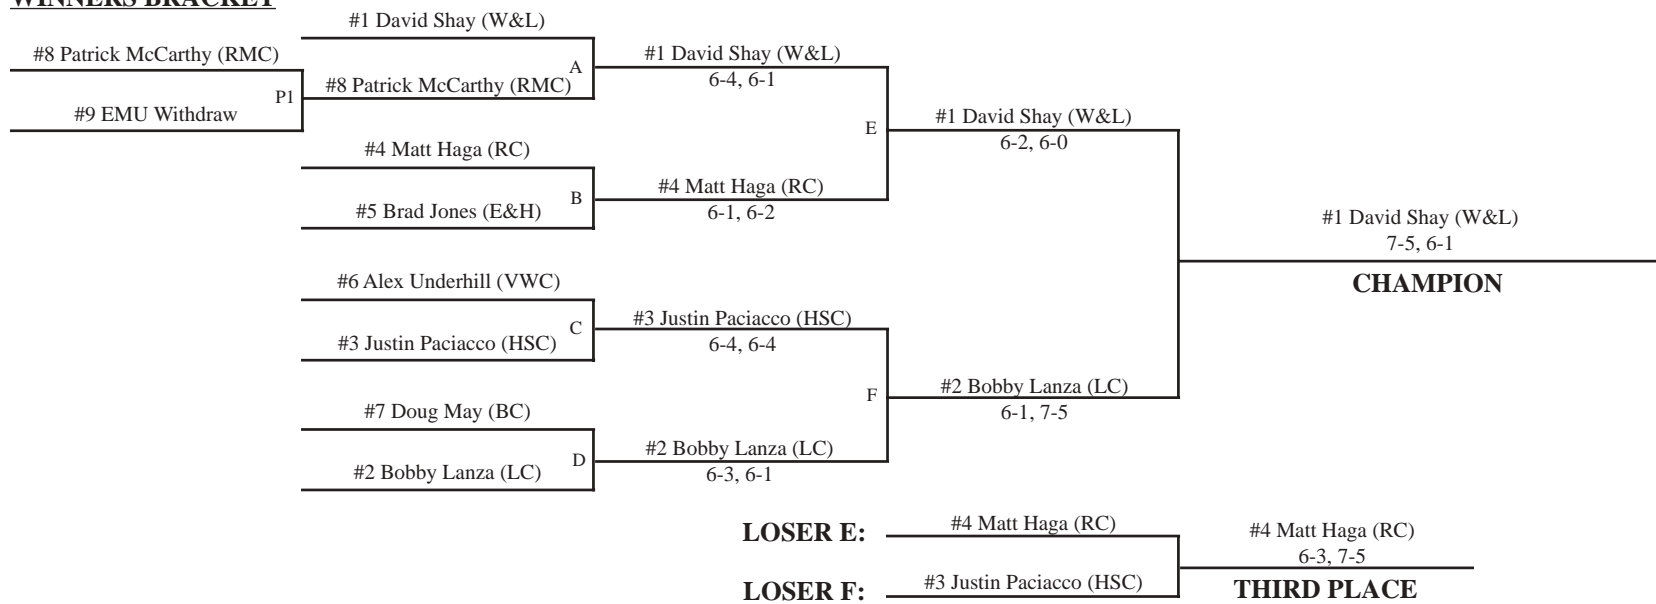 WINNERS BRACKET
#1 David Shay (W&L)
#8 Patrick McCarthy (RMC)
P1
#9 EMU Withdraw
#8 Patrick McCarthy (RMC)
A
#1 David Shay (W&L)
6-4, 6-1
#4 Matt Haga (RC)
#5 Brad Jones (E&H)
B
#4 Matt Haga (RC)
6-1, 6-2
E
#1 David Shay (W&L)
6-2, 6-0
#6 Alex Underhill (VWC)
#3 Justin Paciacco (HSC)
C
#3 Justin Paciacco (HSC)
6-4, 6-4
#7 Doug May (BC)
#2 Bobby Lanza (LC)
D
#2 Bobby Lanza (LC)
6-3, 6-1
F
#2 Bobby Lanza (LC)
6-1, 7-5
#1 David Shay (W&L)
7-5, 6-1
CHAMPION
LOSER E:
#4 Matt Haga (RC)
LOSER F:
#3 Justin Paciacco (HSC)
#4 Matt Haga (RC)
6-3, 7-5
THIRD PLACE